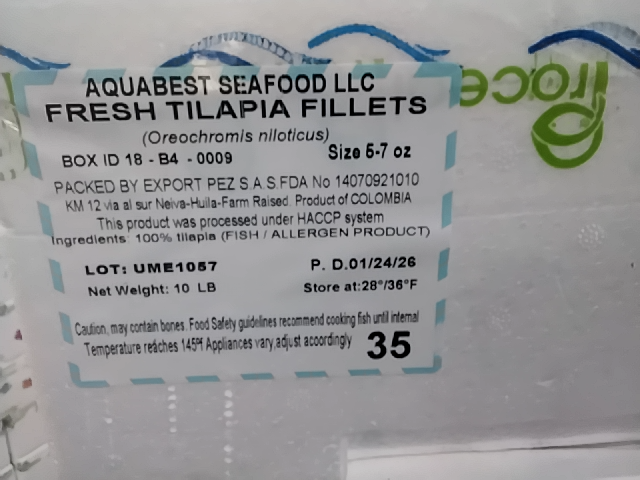 AQUABEST SEAFOOD LLC
FRESH TILAPIA FILLETS
(Oreochromis niloticus)
BOX ID 18 - B4 - 0009 Size 5-7 oz
PACKED BY EXPORT PEZ S.A.S.FDA No 14070921010
KM 12 via al sur Neiva-Huila-Farm Raised. Product of COLOMBIA
This product was processed under HACCP system
Ingredients: 100% tilapia (FISH / ALLERGEN PRODUCT)
LOT: UME1057 P. D.01/24/26
Net Weight: 10 LB Store at:28°/36°F
Caution, may contain bones. Food Safety guidelines recommend cooking fish until internal
Temperature reaches 145ºf Appliances vary,adjust acoordingly 35